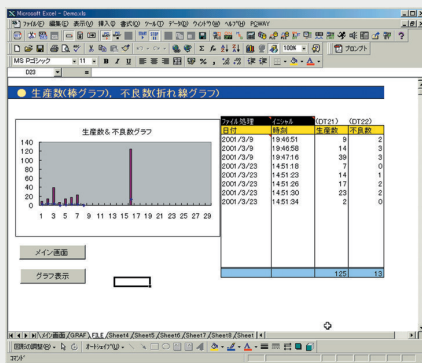 Microsoft Excel - Demo.xls
ファイル(F) 編集(E) 表示(V) 挿入(I) 書式(O) ツール(T) データ(D) ウィンドウ(W) ヘルプ(H) PCWAY
MS Pゴシック 11 B I U
100%
プロンプト
D23 =
● 生産数(棒グラフ)、不良数(折れ線グラフ)
生産数&不良数グラフ
140
120
100
80
60
40
20
0
1 3 5 7 9 11 13 15 17 19 21 23 25 27 29
メイン画面
グラフ表示
ファイル処理 イニシャル (DT21) (DT22)
日付 時刻 生産数 不良数
2001/3/9 19:46:51 9 2
2001/3/9 19:46:58 14 3
2001/3/9 19:47:16 39 3
2001/3/23 14:51:18 7 0
2001/3/23 14:51:23 14 1
2001/3/23 14:51:26 17 2
2001/3/23 14:51:30 23 2
2001/3/23 14:51:34 2 0
125 13
メイン画面 / GRAF / FILE / Sheet4 / Sheet5 / Sheet6 / Sheet7 / Sheet8 / Sheet
図形の調整(R) オートシェイプ(U)
コマンド